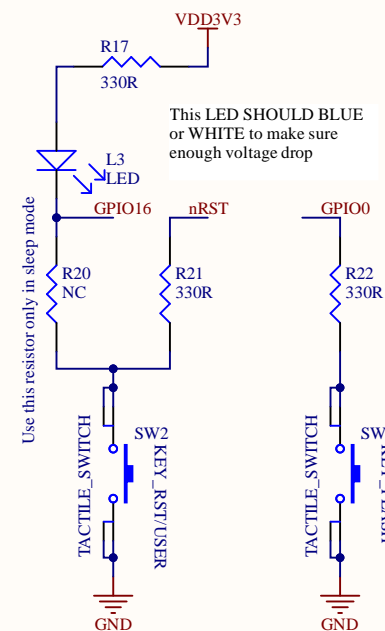 VDD3V3
R17
330R
This LED SHOULD BLUE
or WHITE to make sure
enough voltage drop
L3
LED
GPIO16
nRST
GPIO0
Use this resistor only in sleep mode
R20
NC
R21
330R
R22
330R
SW2
TACTILE_SWITCH
KEY_RST/USER
TACTILE_SWITCH
GND
GND